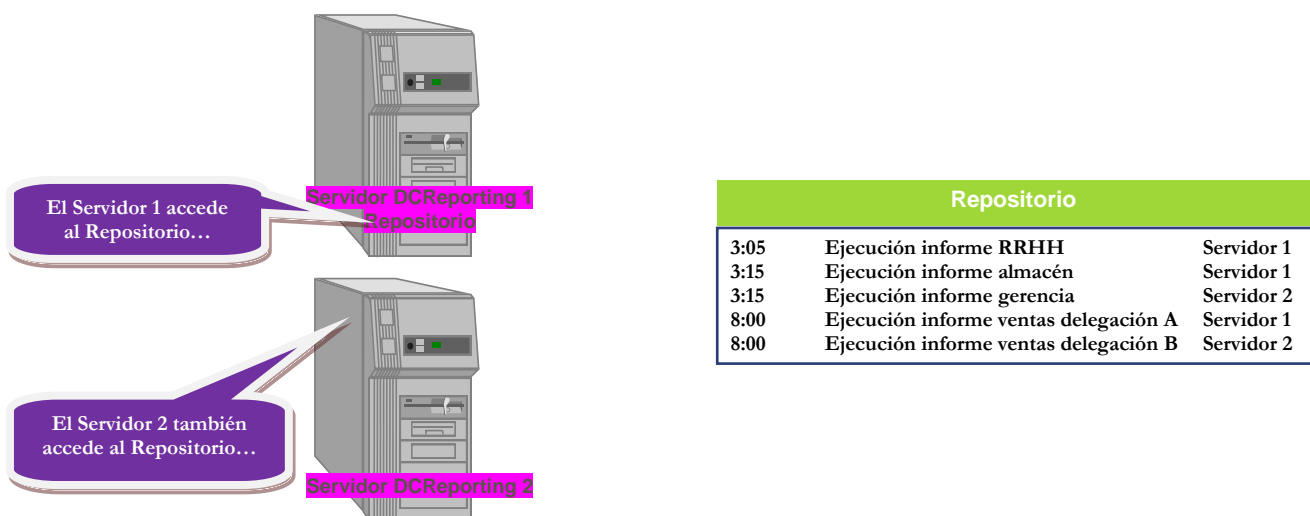 Servidor DCReporting 1
Repositorio
El Servidor 1 accede
al Repositorio…
Servidor DCReporting 2
El Servidor 2 también
accede al Repositorio…
Repositorio
3:05 Ejecución informe RRHH Servidor 1
3:15 Ejecución informe almacén Servidor 1
3:15 Ejecución informe gerencia Servidor 2
8:00 Ejecución informe ventas delegación A Servidor 1
8:00 Ejecución informe ventas delegación B Servidor 2